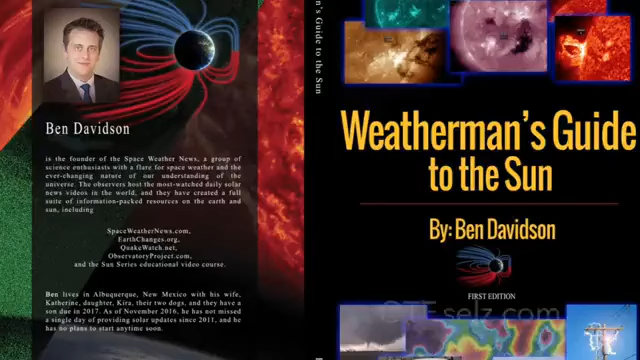 Ben Davidson
is the founder of the Space Weather News, a group of
science enthusiasts with a flare for space weather and the
ever-changing nature of our understanding of the
universe. The observers host the most-watched daily solar
news videos in the world, and they have created a full
suite of information-packed resources on the earth and
sun, including
SpaceWeatherNews.com,
EarthChanges.org,
QuakeWatch.net,
ObservatoryProject.com,
and the Sun Series educational video course.
Ben lives in Albuquerque, New Mexico with his wife,
Katherine, daughter, Kira, their two dogs, and they have a
son due in 2017. As of November 2016, he has not missed
a single day of providing solar updates since 2011, and he
has no plans to start anytime soon.
n's Guide to the Sun
Weatherman's Guide
to the Sun
By: Ben Davidson
FIRST EDITION
OTF.selz.com